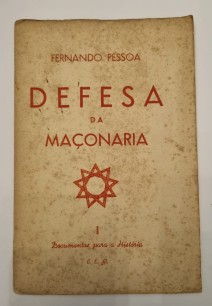 FERNANDO PESSOA
DEFESA
DA
MAÇONARIA
I
Documentos para a História